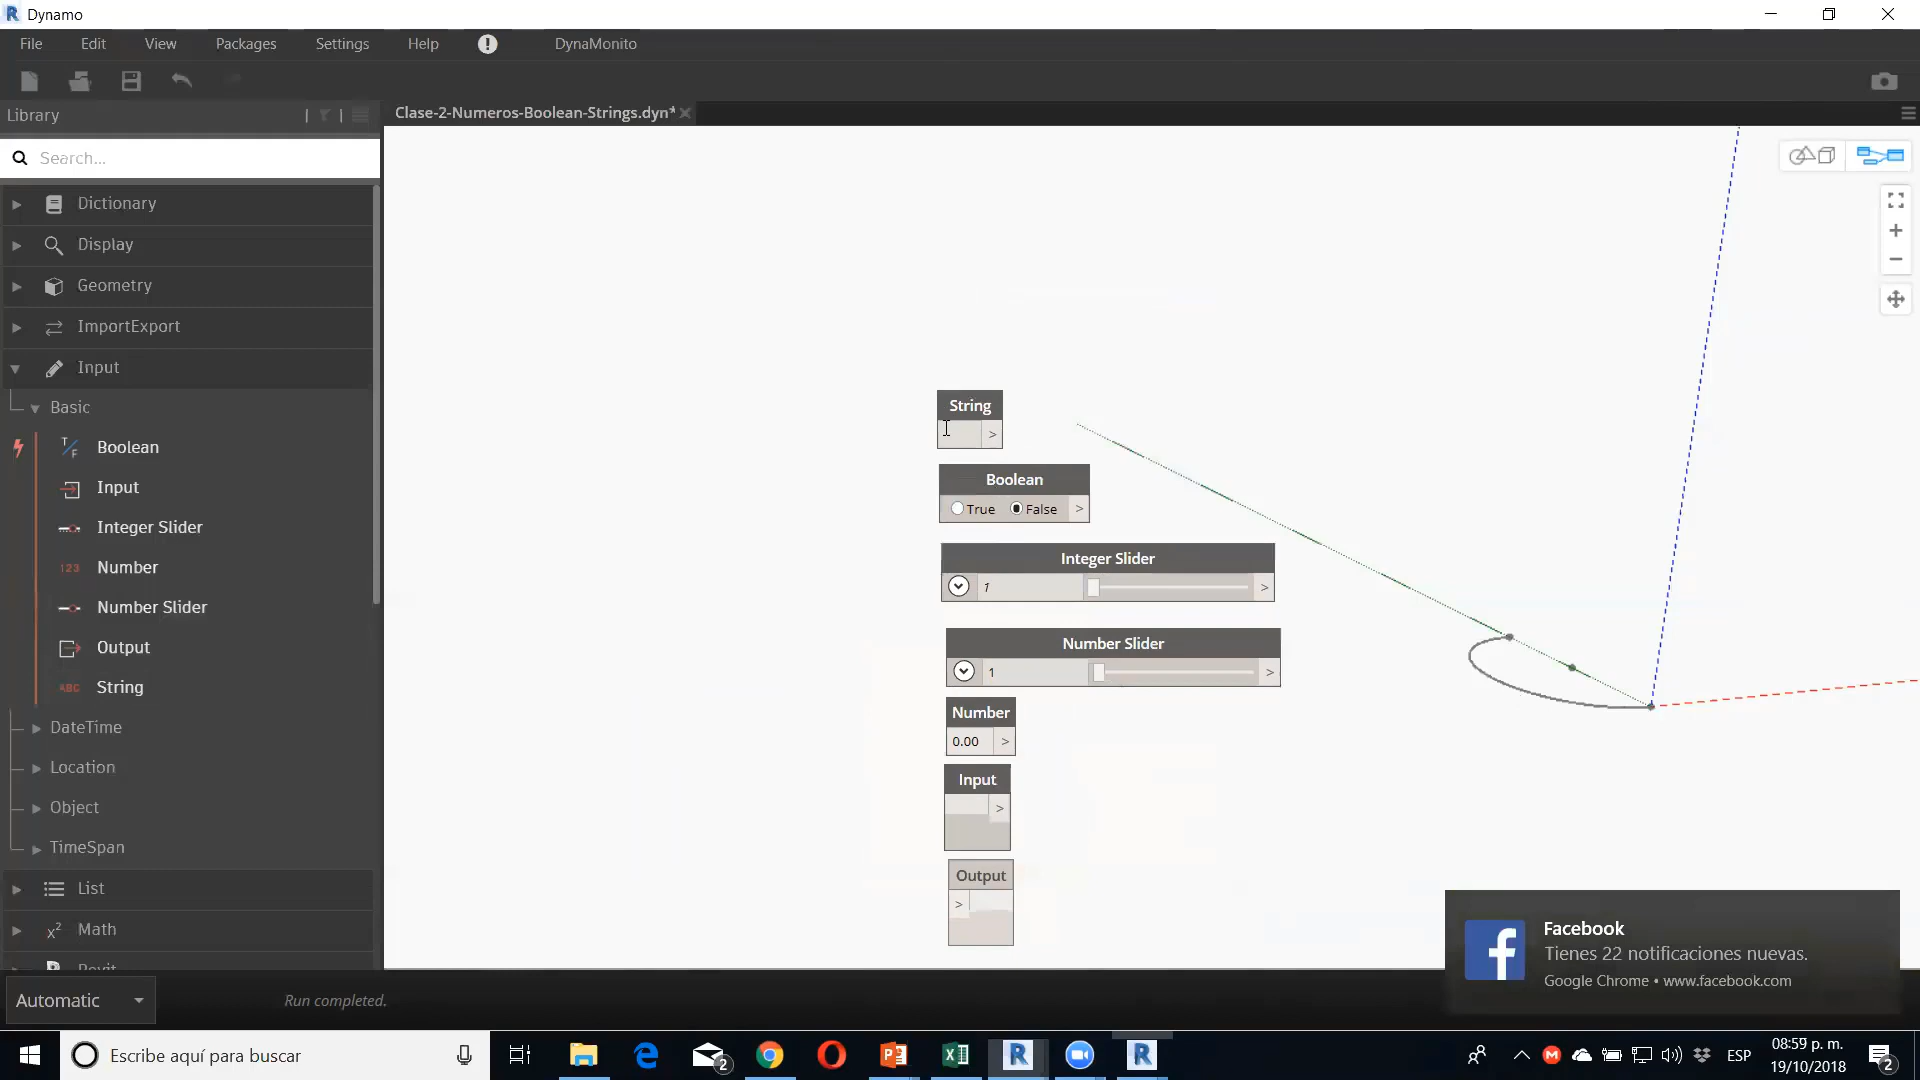 Dynamo
File Edit View Packages Settings Help DynaMonito
Library
Clase-2-Numeros-Boolean-Strings.dyn*
Search...
Dictionary
Display
Geometry
ImportExport
Input
Basic
Boolean
Input
Integer Slider
Number
Number Slider
Output
String
DateTime
Location
Object
TimeSpan
List
Math
String
>
Boolean
True False >
Integer Slider
1 >
Number Slider
1 >
Number
0.00 >
Input
>
Output
>
Facebook
Tienes 22 notificaciones nuevas.
Google Chrome • www.facebook.com
Automatic
Run completed.
Escribe aquí para buscar
2
ESP
08:59 p. m.
19/10/2018
2